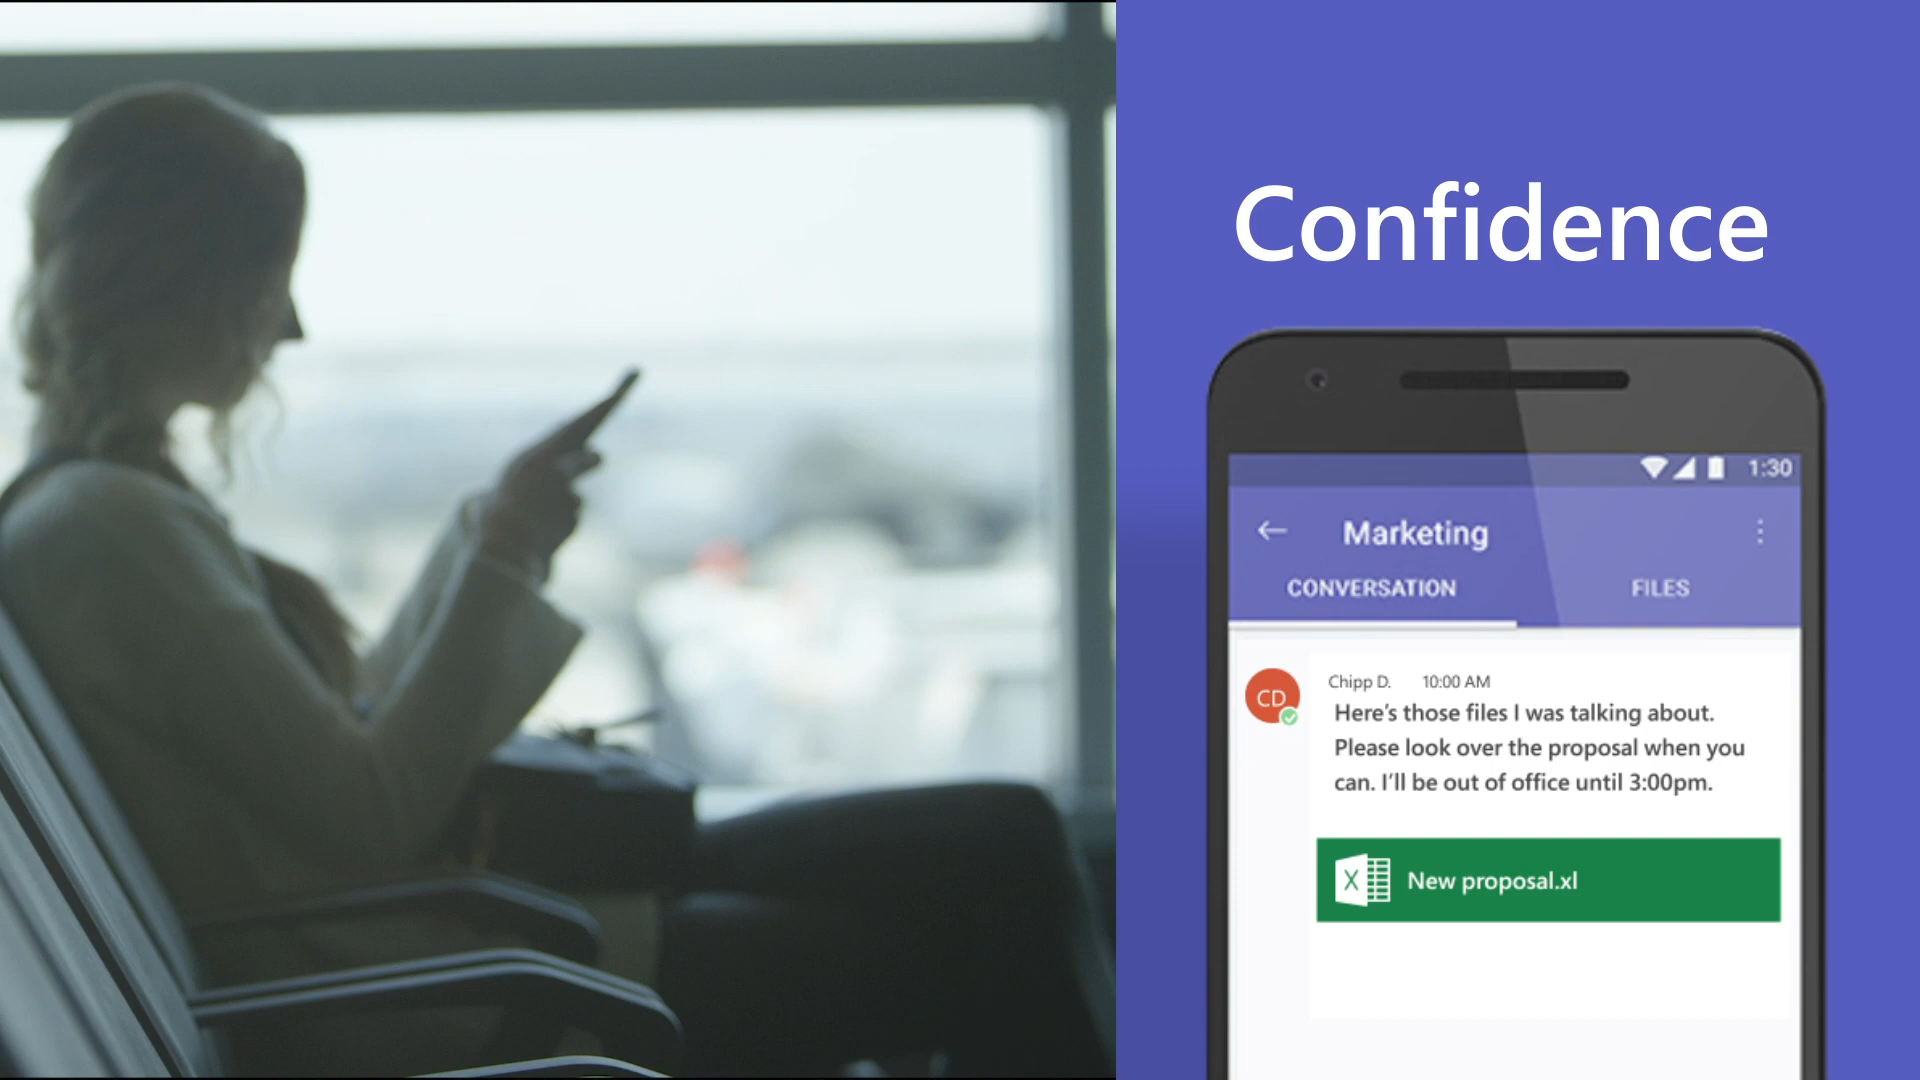 Confidence
1:30
Marketing
CONVERSATION FILES
CD
Chipp D. 10:00 AM
Here's those files I was talking about.
Please look over the proposal when you
can. I'll be out of office until 3:00pm.
X New proposal.xl